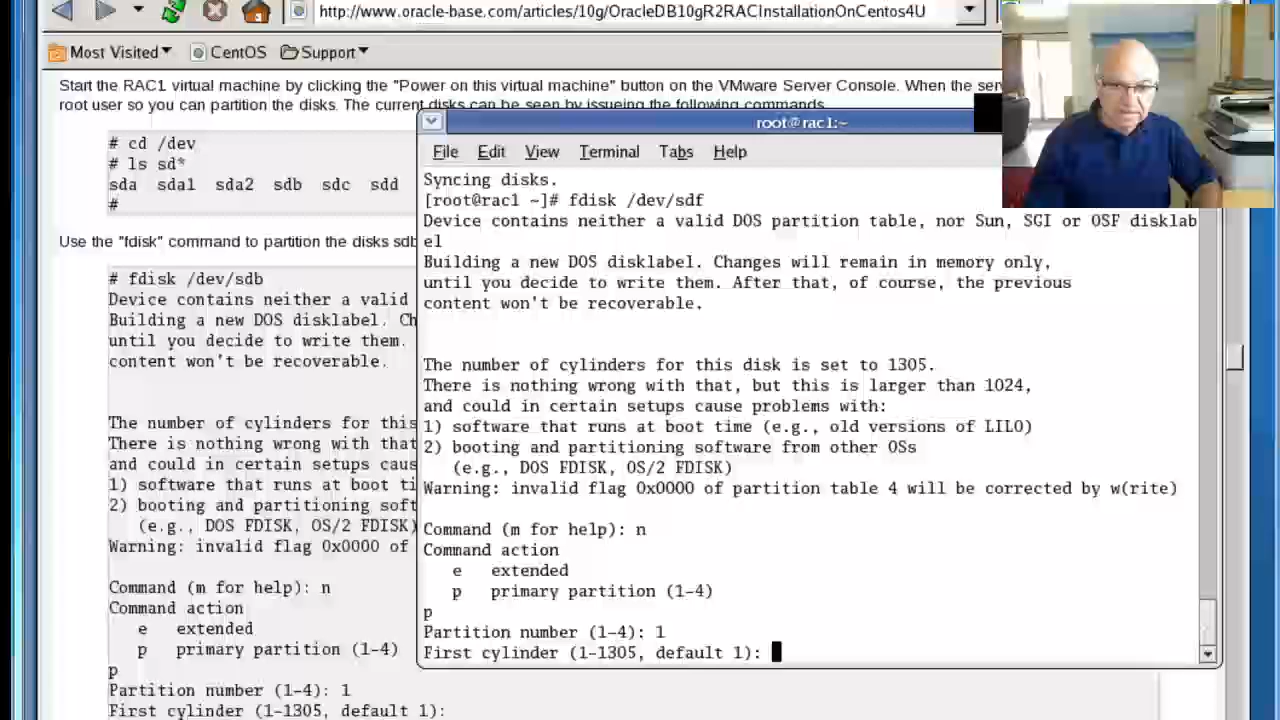 http://www.oracle-base.com/articles/10g/OracleDB10gR2RACInstallationOnCentos4U
Most Visited CentOS Support
Start the RAC1 virtual machine by clicking the "Power on this virtual machine" button on the VMware Server Console. When the
root user so you can partition the disks. The current disks can be seen by issueing the following commands.
# cd /dev
# ls sd*
sda sda1 sda2 sdb sdc sdd
#
Use the "fdisk" command to partition the disks sdb
# fdisk /dev/sdb
Device contains neither a valid
Building a new DOS disklabel. Ch
until you decide to write them.
content won't be recoverable.
The number of cylinders for this
There is nothing wrong with that
and could in certain setups caus
1) software that runs at boot ti
2) booting and partitioning soft
(e.g., DOS FDISK, OS/2 FDISK)
Warning: invalid flag 0x0000 of
Command (m for help): n
Command action
e extended
p primary partition (1-4)
p
Partition number (1-4): 1
First cylinder (1-1305, default 1):
root@rac1:~
File Edit View Terminal Tabs Help
Syncing disks.
[root@rac1 ~]# fdisk /dev/sdf
Device contains neither a valid DOS partition table, nor Sun, SGI or OSF disklab
el
Building a new DOS disklabel. Changes will remain in memory only,
until you decide to write them. After that, of course, the previous
content won't be recoverable.
The number of cylinders for this disk is set to 1305.
There is nothing wrong with that, but this is larger than 1024,
and could in certain setups cause problems with:
1) software that runs at boot time (e.g., old versions of LILO)
2) booting and partitioning software from other OSs
(e.g., DOS FDISK, OS/2 FDISK)
Warning: invalid flag 0x0000 of partition table 4 will be corrected by w(rite)
Command (m for help): n
Command action
e extended
p primary partition (1-4)
p
Partition number (1-4): 1
First cylinder (1-1305, default 1):